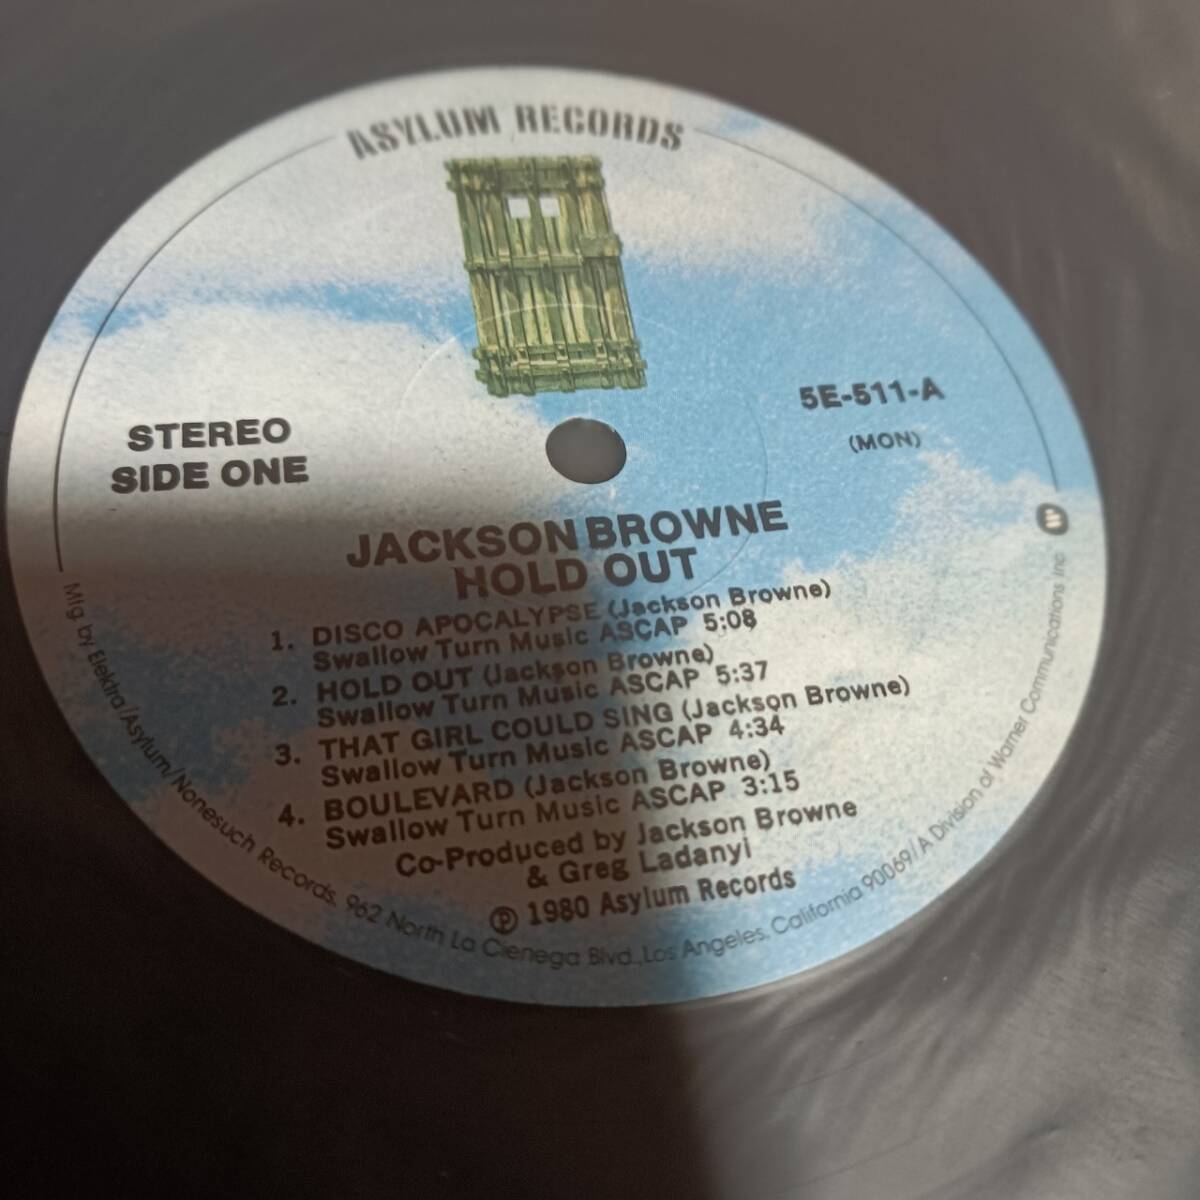 ASYLUM RECORDS
5E-511-A
(MON)
STEREO
SIDE ONE
JACKSON BROWNE
HOLD OUT
1. DISCO APOCALYPSE (Jackson Browne)
Swallow Turn Music ASCAP 5:08
2. HOLD OUT (Jackson Browne)
Swallow Turn Music ASCAP 5:37
3. THAT GIRL COULD SING (Jackson Browne)
Swallow Turn Music ASCAP 4:34
4. BOULEVARD (Jackson Browne)
Swallow Turn Music ASCAP 3:15
Co-Produced by Jackson Browne
& Greg Ladanyi
℗ 1980 Asylum Records
Mfg. by Elektra/Asylum/Nonesuch Records, 962 North La Cienega Blvd., Los Angeles, California 90069/A Division of Warner Communications Inc